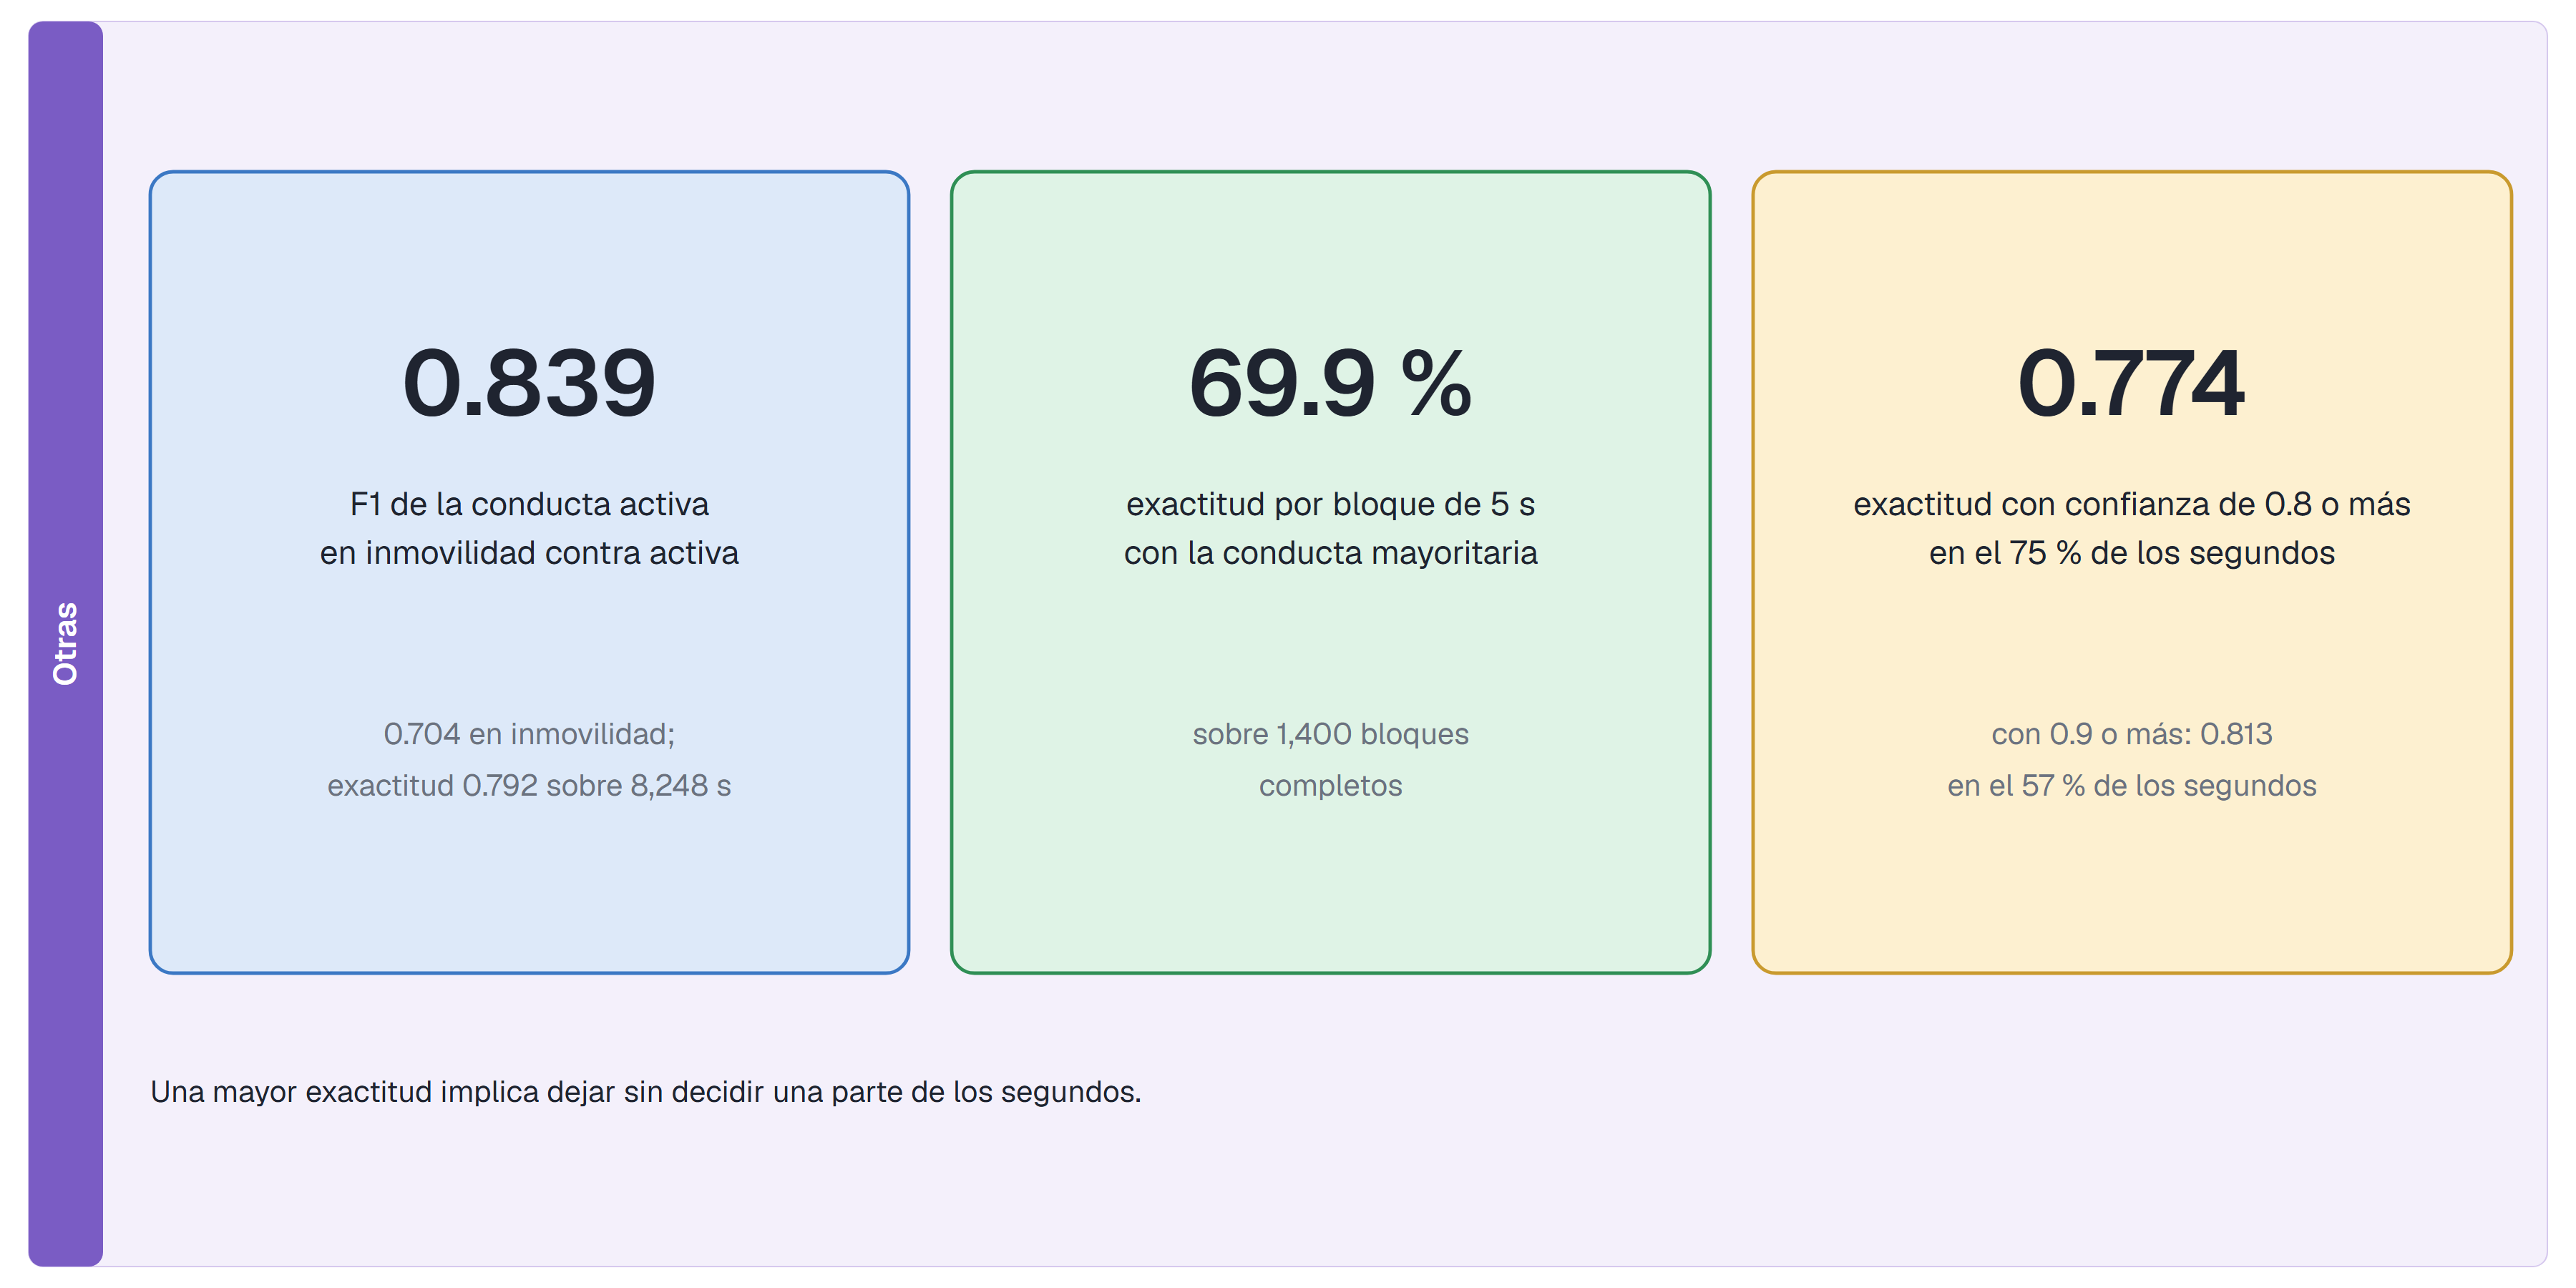 Otras
0.839
F1 de la conducta activa
en inmovilidad contra activa
0.704 en inmovilidad;
exactitud 0.792 sobre 8,248 s
69.9 %
exactitud por bloque de 5 s
con la conducta mayoritaria
sobre 1,400 bloques
completos
0.774
exactitud con confianza de 0.8 o más
en el 75 % de los segundos
con 0.9 o más: 0.813
en el 57 % de los segundos
Una mayor exactitud implica dejar sin decidir una parte de los segundos.